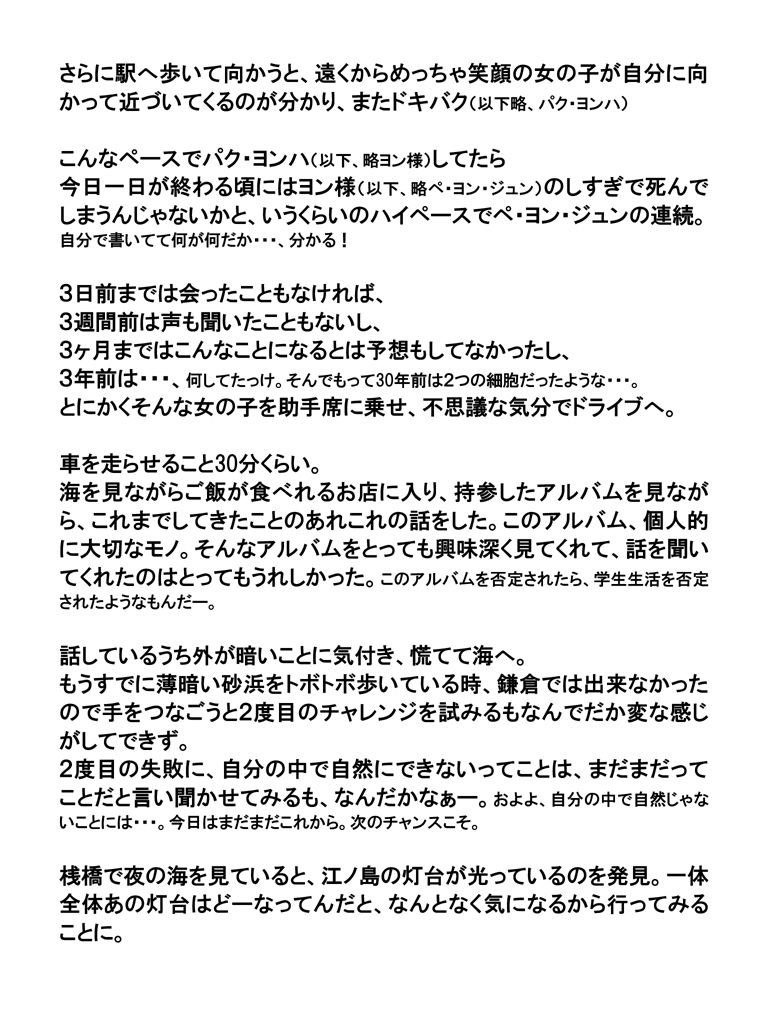 さらに駅へ歩いて向かうと、遠くからめっちゃ笑顔の女の子が自分に向
かって近づいてくるのが分かり、またドキバク（以下略、パク・ヨンハ）
こんなペースでパク・ヨンハ（以下、略ヨン様）してたら
今日一日が終わる頃にはヨン様（以下、略ペ・ヨン・ジュン）のしすぎで死んで
しまうんじゃないかと、いうくらいのハイペースでペ・ヨン・ジュンの連続。
自分で書いてて何が何だか・・・、分かる！
３日前までは会ったこともなければ、
３週間前は声も聞いたこともないし、
３ヶ月まではこんなことになるとは予想もしてなかったし、
３年前は・・・、何してたっけ。そんでもって30年前は２つの細胞だったような・・・。
とにかくそんな女の子を助手席に乗せ、不思議な気分でドライブへ。
車を走らせること30分くらい。
海を見ながらご飯が食べれるお店に入り、持参したアルバムを見なが
ら、これまでしてきたことのあれこれの話をした。このアルバム、個人的
に大切なモノ。そんなアルバムをとっても興味深く見てくれて、話を聞い
てくれたのはとってもうれしかった。このアルバムを否定されたら、学生生活を否定
されたようなもんだー。
話しているうち外が暗いことに気付き、慌てて海へ。
もうすでに薄暗い砂浜をトボトボ歩いている時、鎌倉では出来なかった
ので手をつなごうと２度目のチャレンジを試みるもなんでだか変な感じ
がしてできず。
２度目の失敗に、自分の中で自然にできないってことは、まだまだって
ことだと言い聞かせてみるも、なんだかなぁー。およよ、自分の中で自然じゃな
いことには・・・。今日はまだまだこれから。次のチャンスこそ。
桟橋で夜の海を見ていると、江ノ島の灯台が光っているのを発見。一体
全体あの灯台はどーなってんだと、なんとなく気になるから行ってみる
ことに。